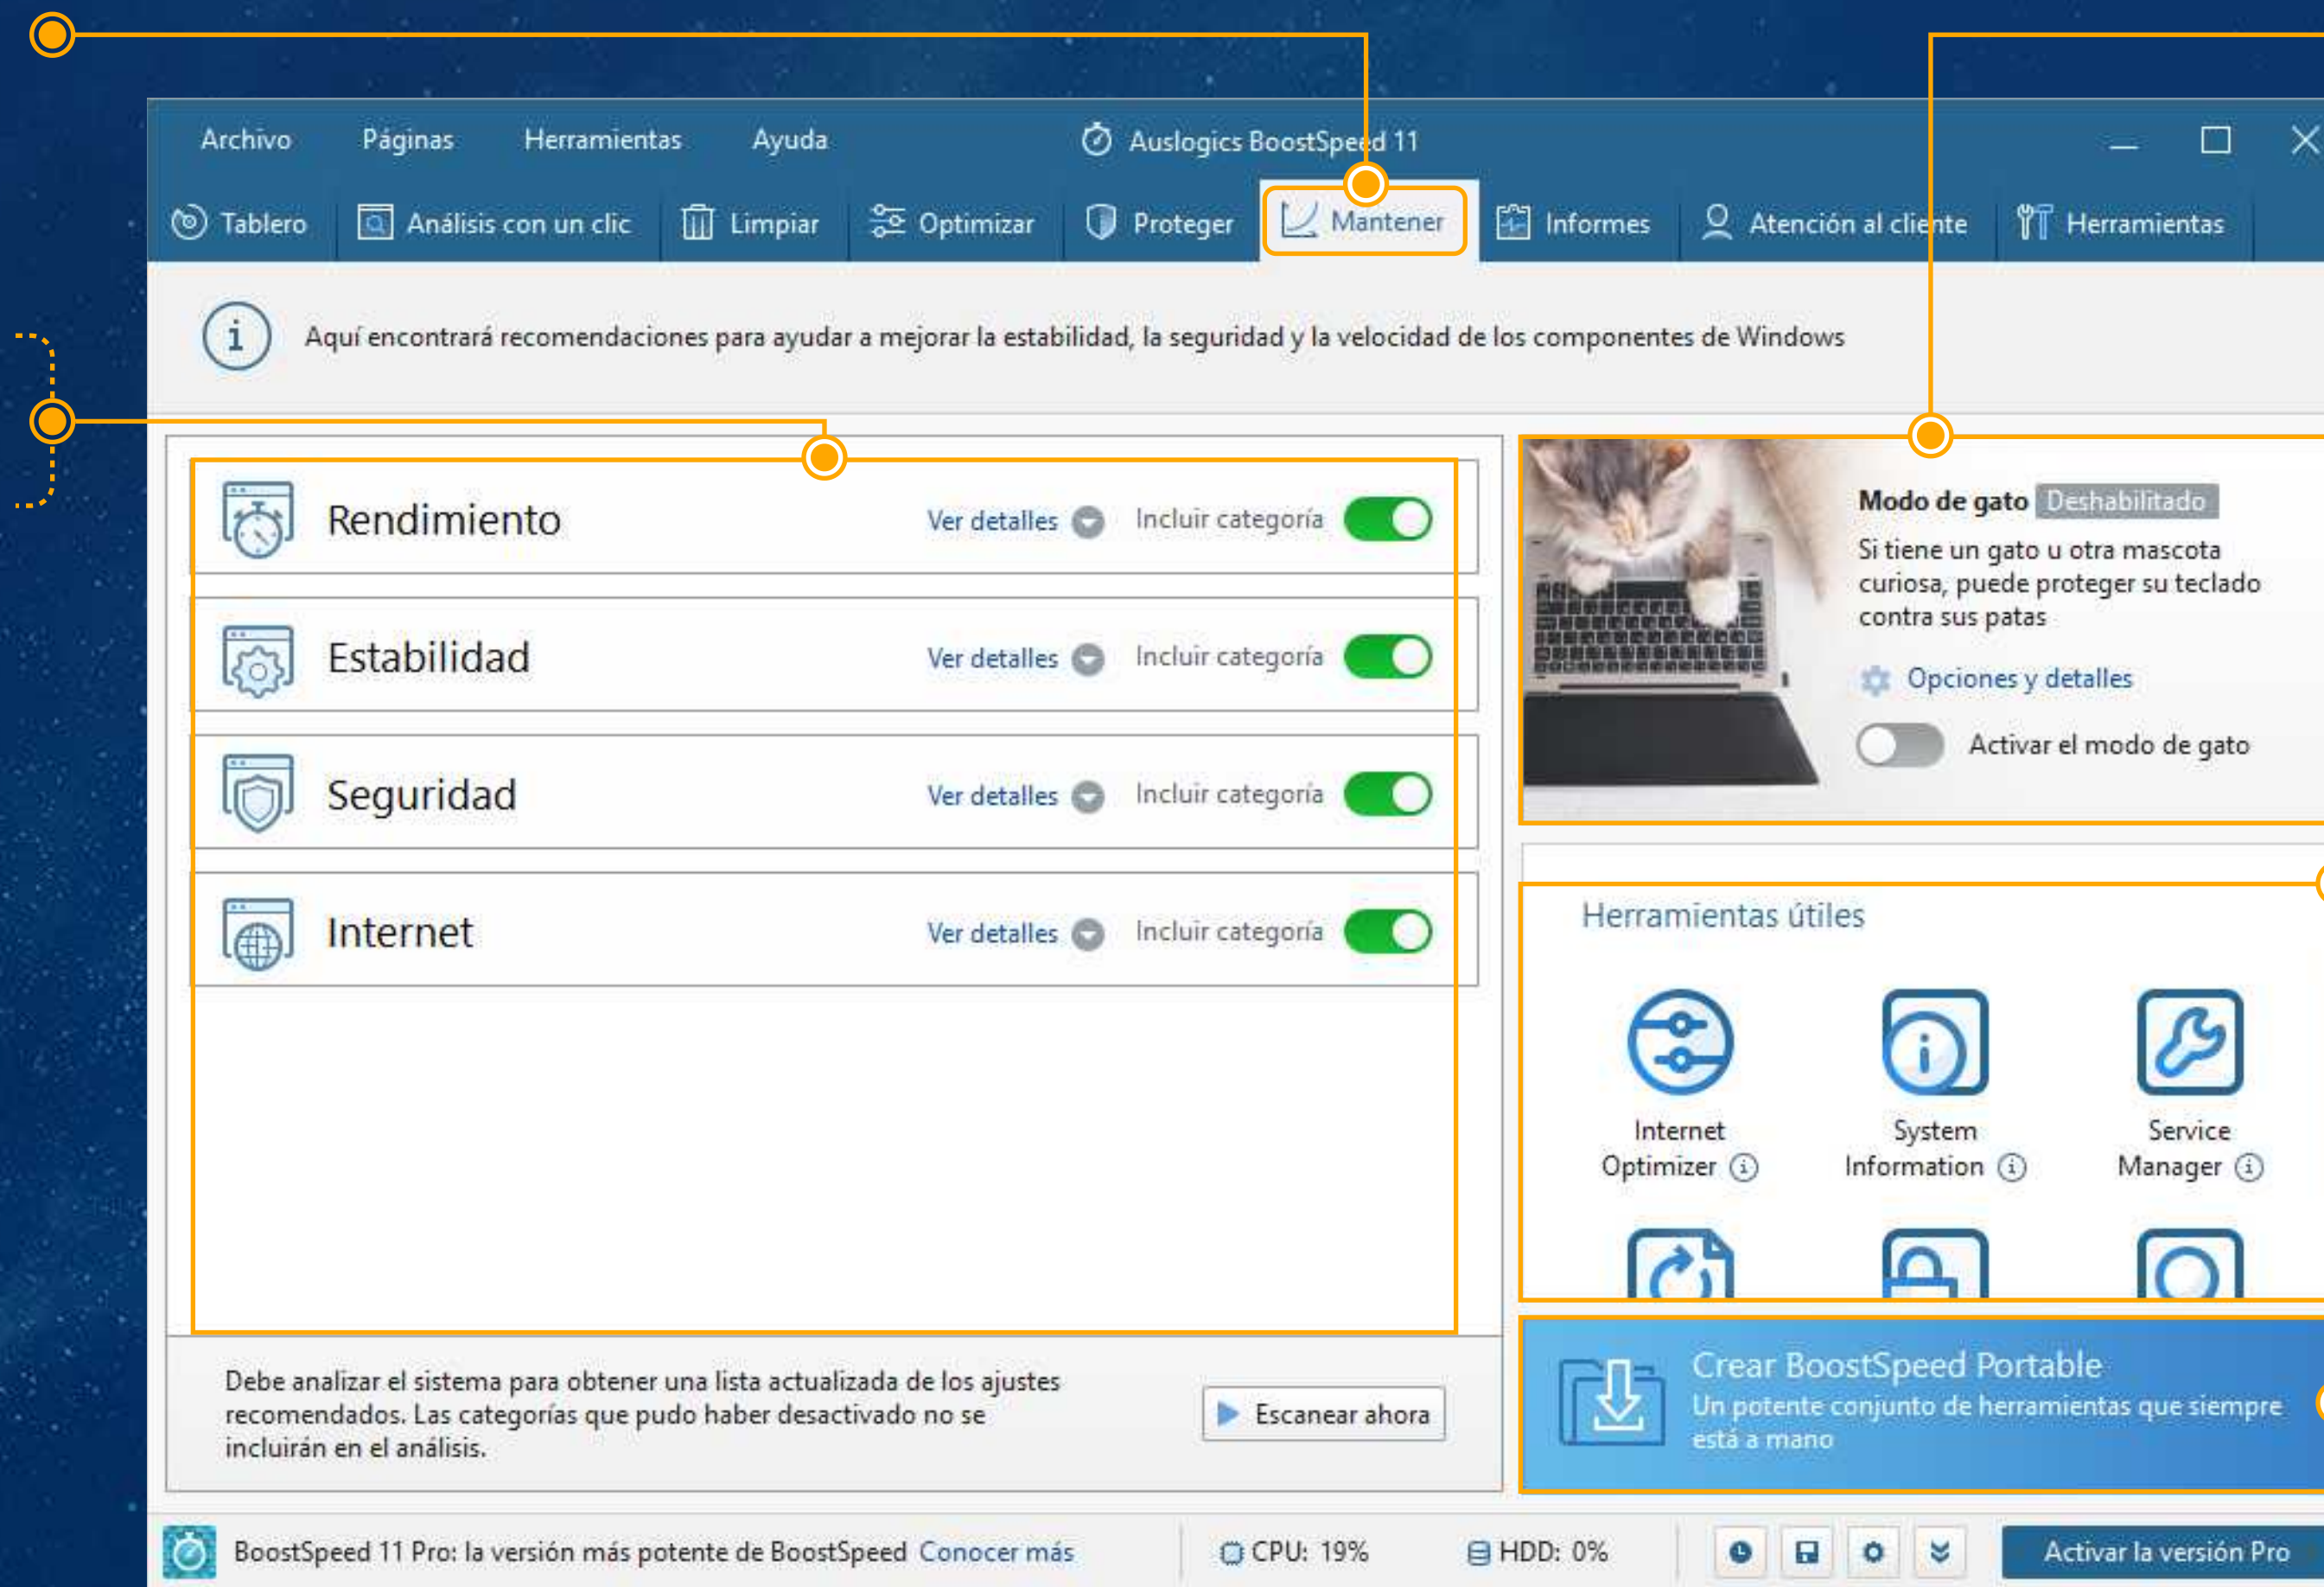 Archivo Páginas Herramientas Ayuda Auslogics BoostSpeed 11
Tablero Análisis con un clic Limpiar Optimizar Proteger Mantener Informes Atención al cliente Herramientas
Aquí encontrará recomendaciones para ayudar a mejorar la estabilidad, la seguridad y la velocidad de los componentes de Windows
Rendimiento Ver detalles Incluir categoría
Estabilidad Ver detalles Incluir categoría
Seguridad Ver detalles Incluir categoría
Internet Ver detalles Incluir categoría
Debe analizar el sistema para obtener una lista actualizada de los ajustes
recomendados. Las categorías que pudo haber desactivado no se
incluirán en el análisis.
Escanear ahora
Modo de gato Deshabilitado
Si tiene un gato u otra mascota
curiosa, puede proteger su teclado
contra sus patas
Opciones y detalles
Activar el modo de gato
Herramientas útiles
Internet
Optimizer
System
Information
Service
Manager
Crear BoostSpeed Portable
Un potente conjunto de herramientas que siempre
está a mano
BoostSpeed 11 Pro: la versión más potente de BoostSpeed Conocer más CPU: 19% HDD: 0% Activar la versión Pro